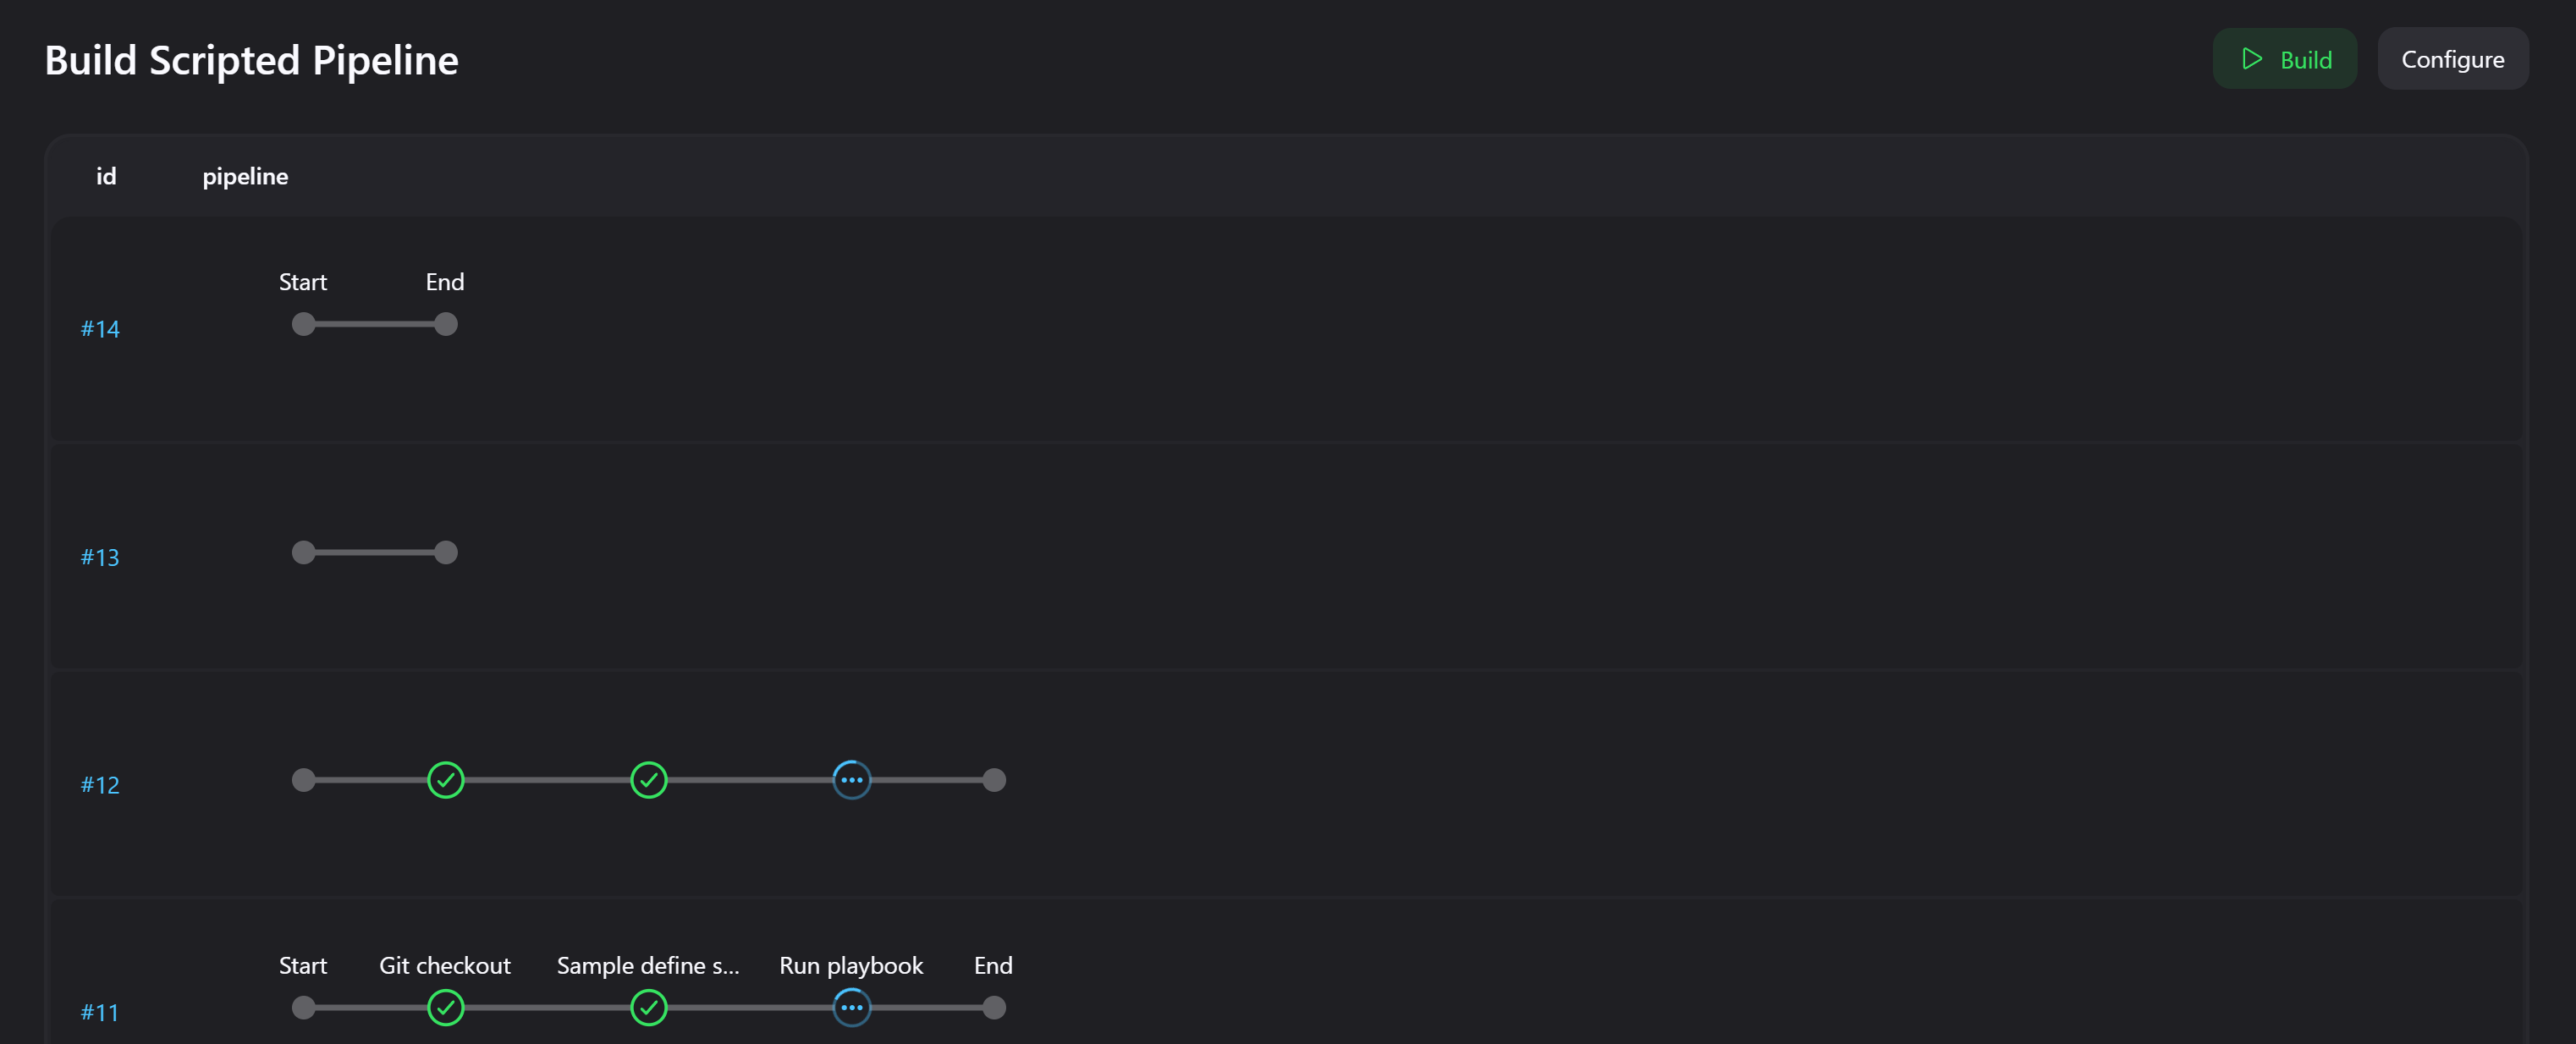 Build Scripted Pipeline
Build
Configure
id pipeline
Start End
#14
#13
#12
Start Git checkout Sample define s... Run playbook End
#11